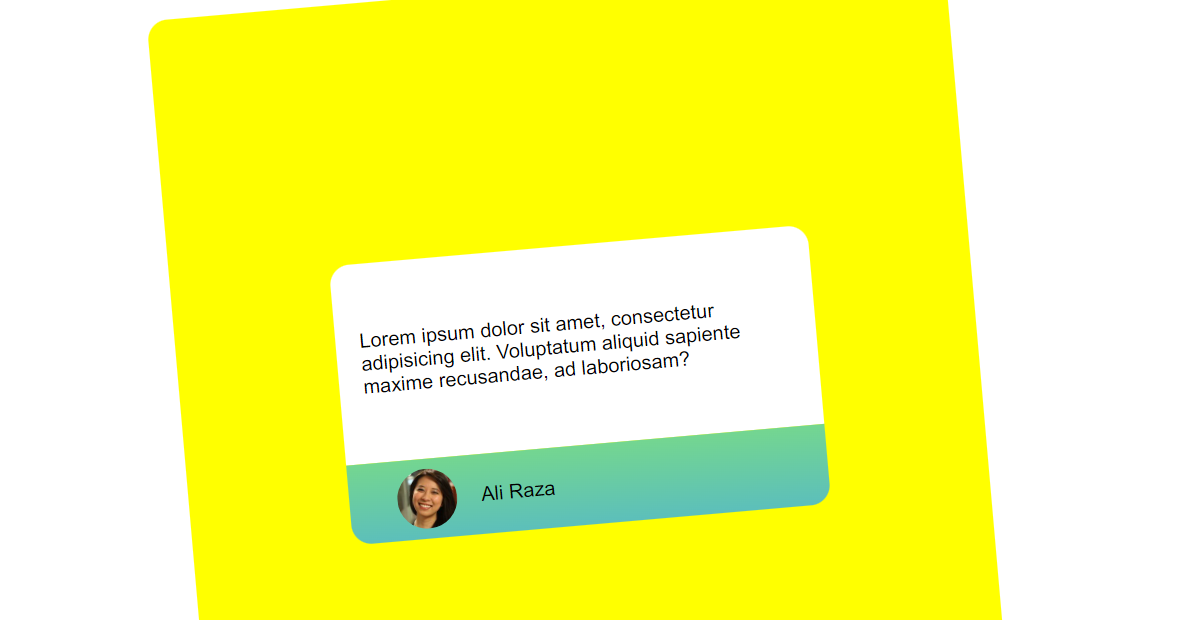 Lorem ipsum dolor sit amet, consectetur
adipisicing elit. Voluptatum aliquid sapiente
maxime recusandae, ad laboriosam?
Ali Raza